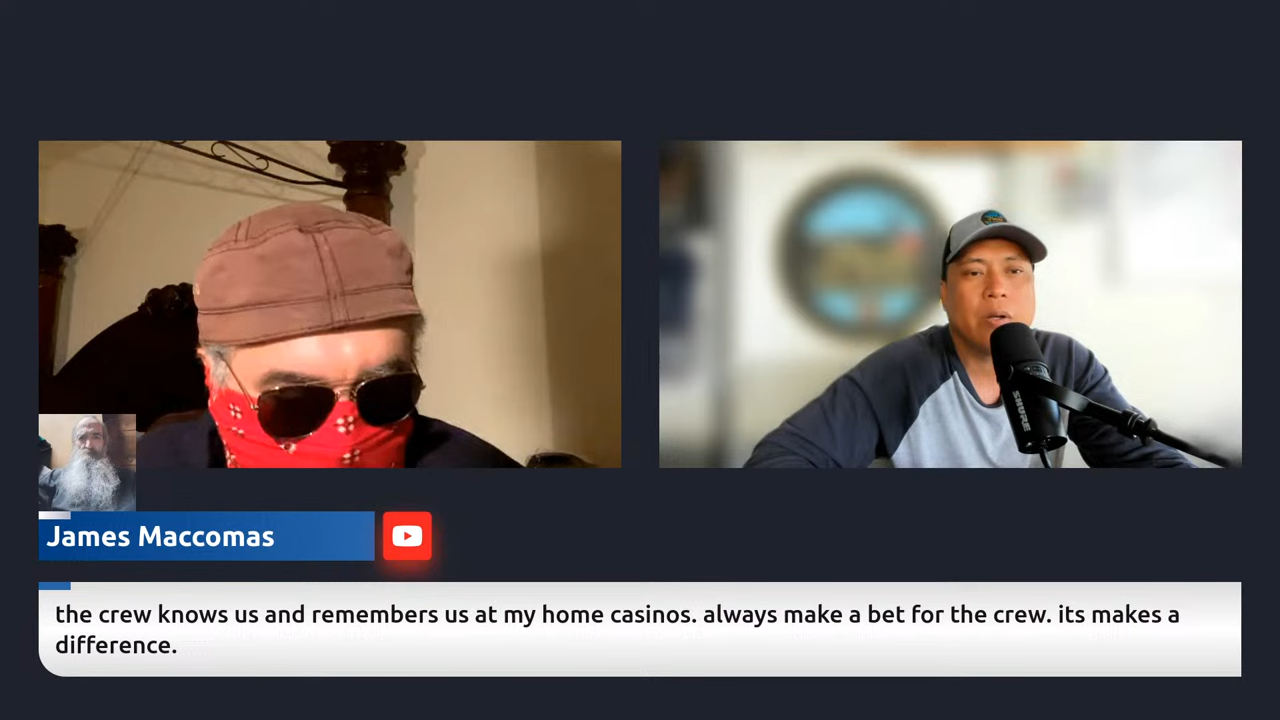 SHURE
James Maccomas
the crew knows us and remembers us at my home casinos. always make a bet for the crew. its makes a
difference.